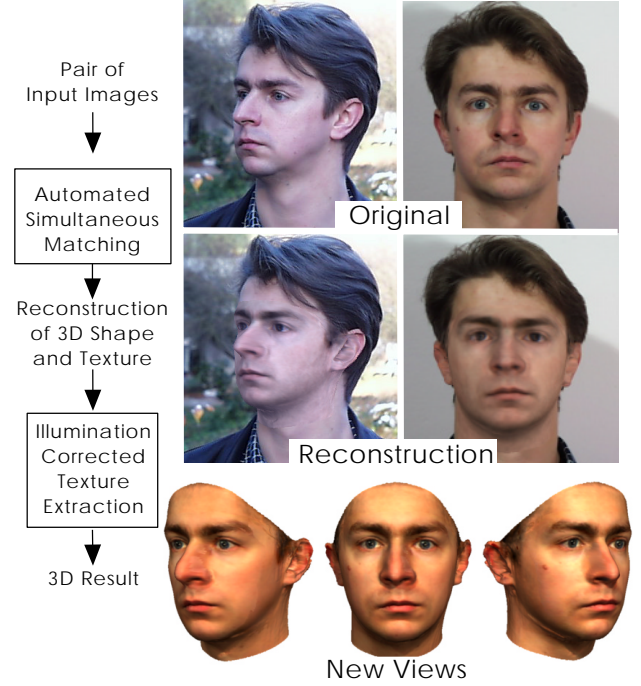 Pair of
Input Images
Automated
Simultaneous
Matching
Reconstruction
of 3D Shape
and Texture
Illumination
Corrected
Texture
Extraction
3D Result
Original
Reconstruction
New Views